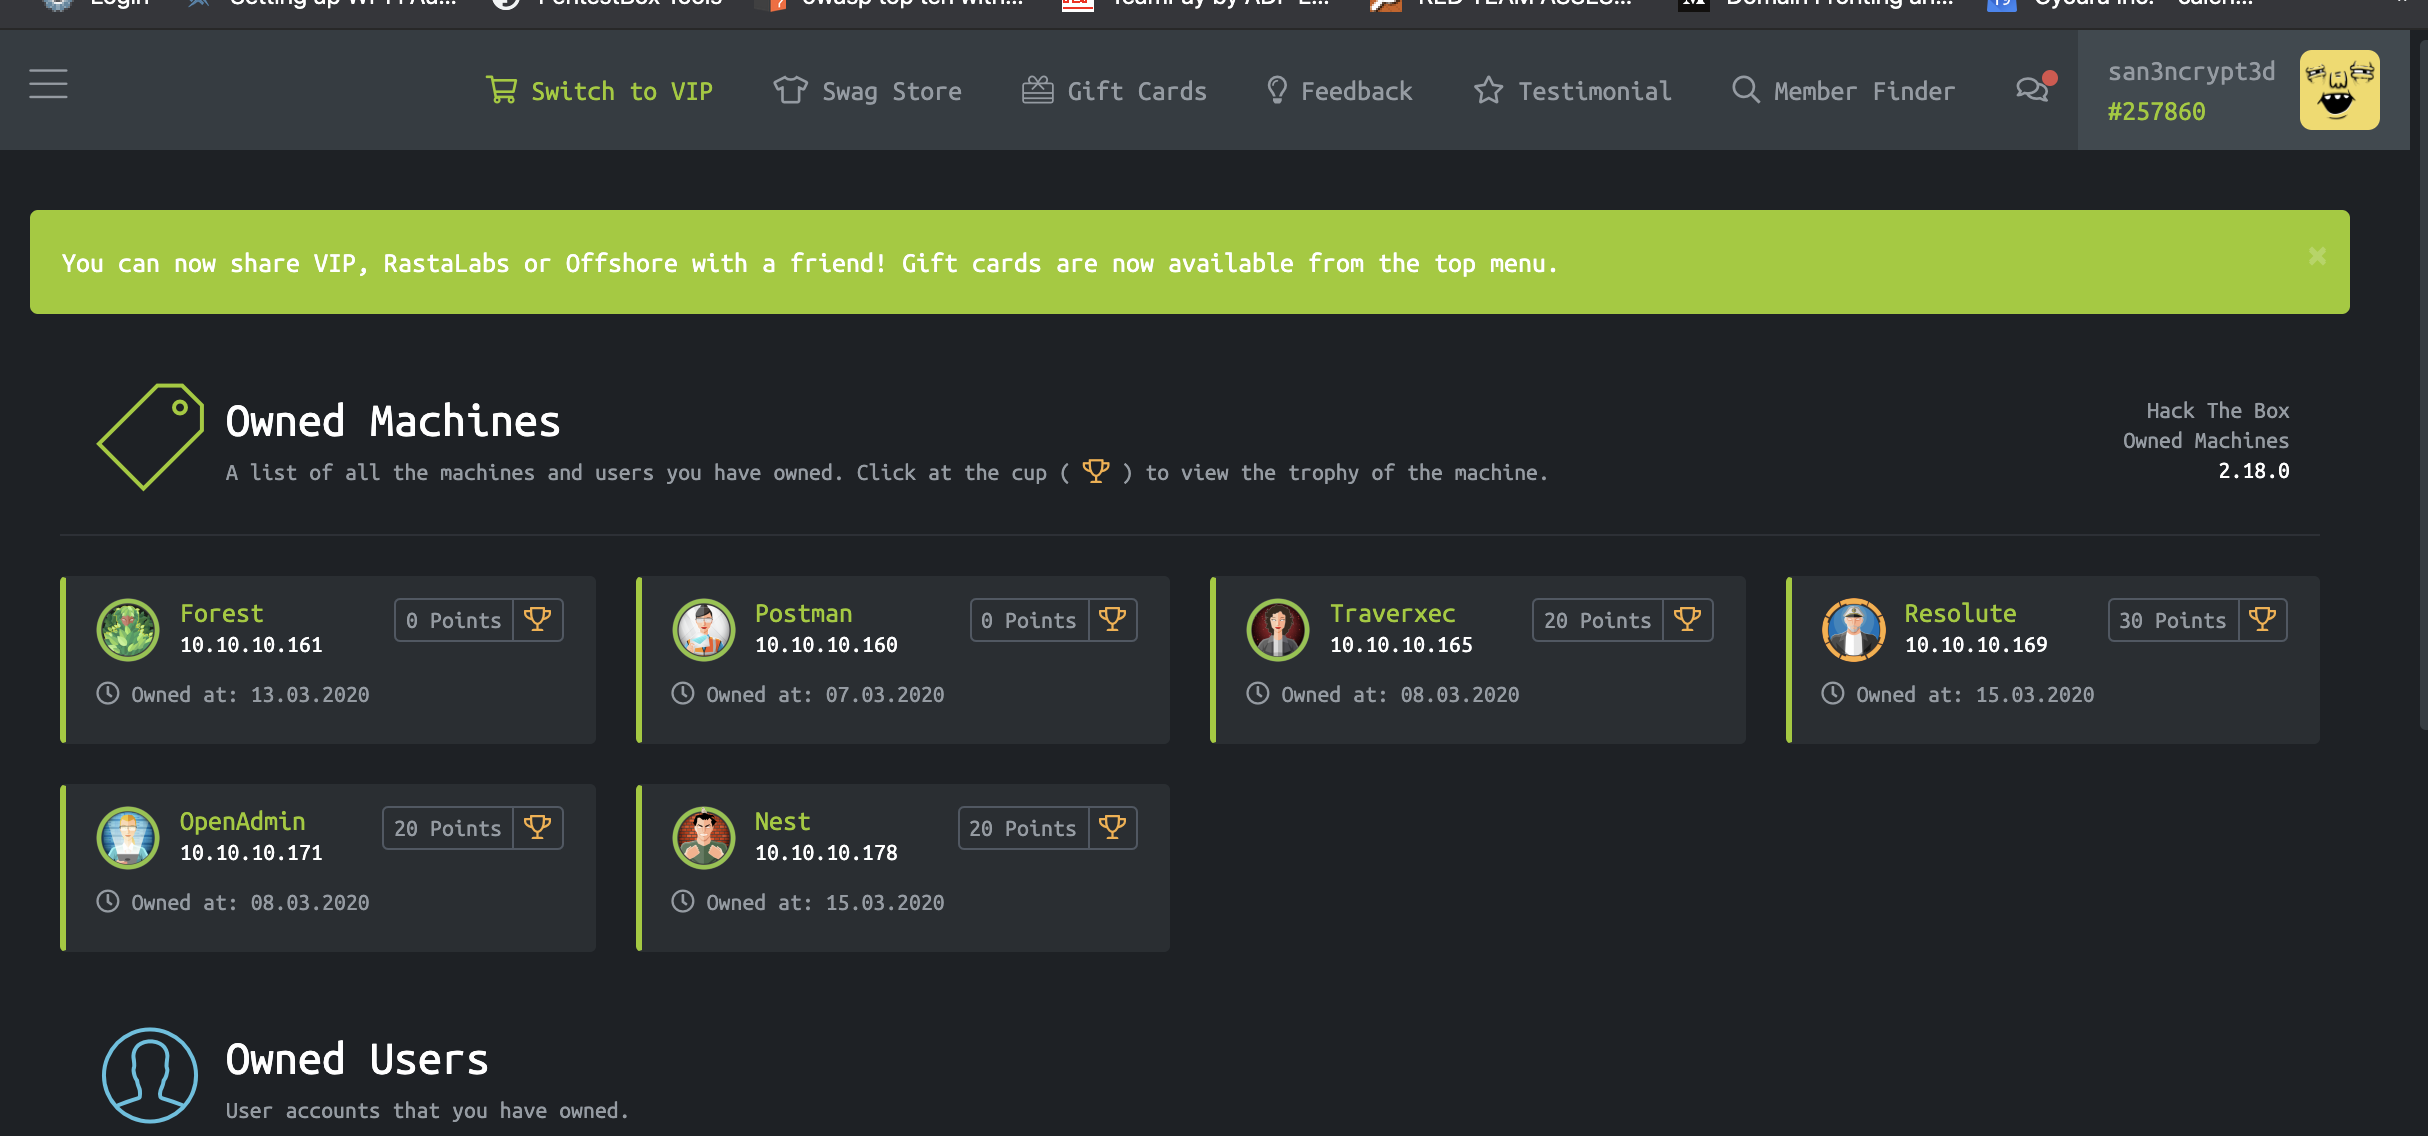 Switch to VIP
Swag Store
Gift Cards
Feedback
Testimonial
Member Finder
san3ncrypt3d
#257860
You can now share VIP, RastaLabs or Offshore with a friend! Gift cards are now available from the top menu.
×
Owned Machines
A list of all the machines and users you have owned. Click at the cup ( ) to view the trophy of the machine.
Hack The Box
Owned Machines
2.18.0
Forest
10.10.10.161
0 Points
Owned at: 13.03.2020
Postman
10.10.10.160
0 Points
Owned at: 07.03.2020
Traverxec
10.10.10.165
20 Points
Owned at: 08.03.2020
Resolute
10.10.10.169
30 Points
Owned at: 15.03.2020
OpenAdmin
10.10.10.171
20 Points
Owned at: 08.03.2020
Nest
10.10.10.178
20 Points
Owned at: 15.03.2020
Owned Users
User accounts that you have owned.